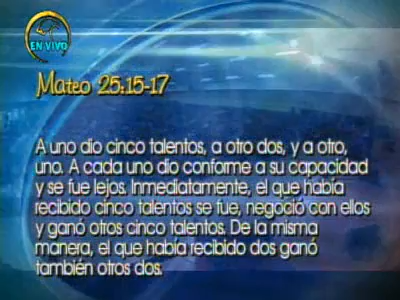 EN VIVO
Mateo 25:15-17
A uno dio cinco talentos, a otro dos, y a otro,
uno. A cada uno dio conforme a su capacidad
y se fue lejos. Inmediatamente, el que había
recibido cinco talentos se fue, negoció con ellos
y ganó otros cinco talentos. De la misma
manera, el que había recibido dos ganó
también otros dos.